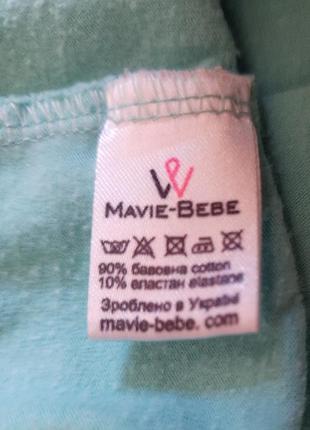 MAVIE-BEBE
90% бавовна cotton
10% еластан elastane
Зроблено в Україні
mavie-bebe. com